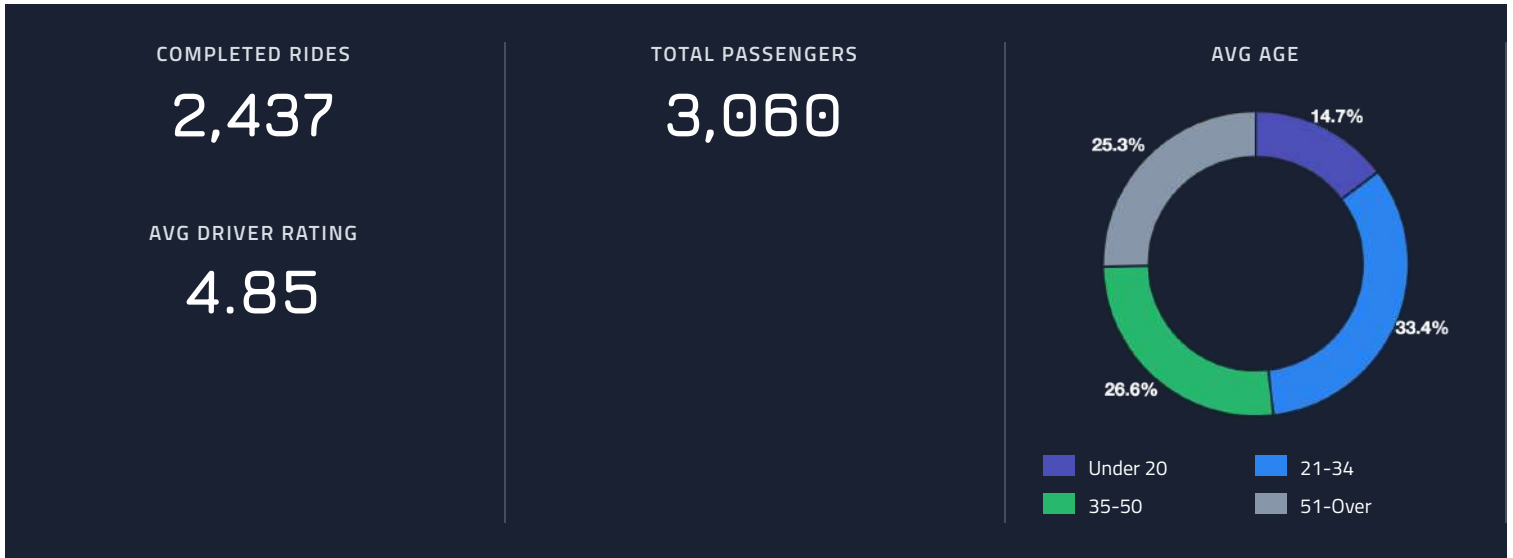 COMPLETED RIDES
2,437
AVG DRIVER RATING
4.85
TOTAL PASSENGERS
3,060
AVG AGE
14.7%
25.3%
33.4%
26.6%
Under 20
21-34
35-50
51-Over